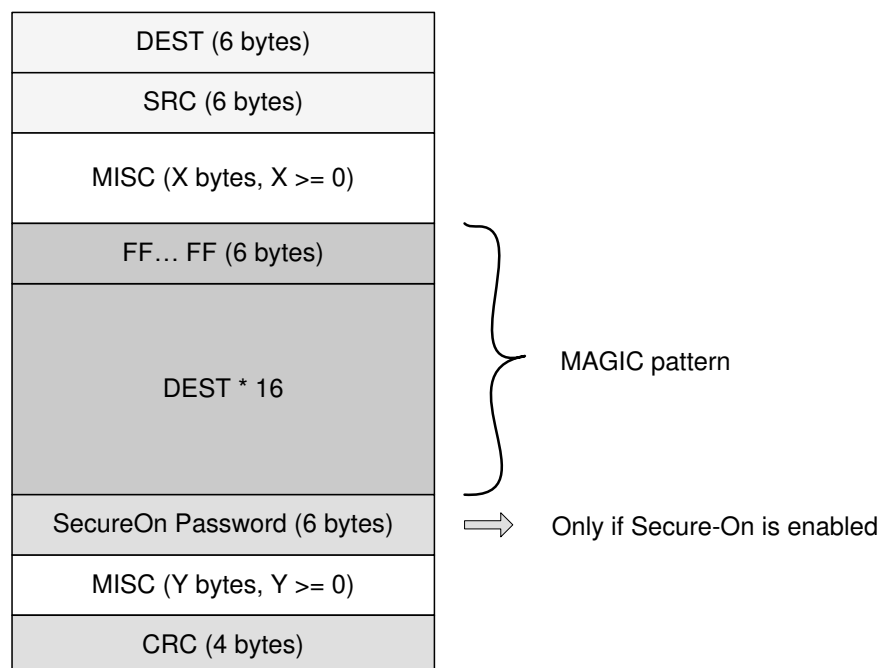 DEST (6 bytes)
SRC (6 bytes)
MISC (X bytes, X >= 0)
FF… FF (6 bytes)
DEST * 16
MAGIC pattern
SecureOn Password (6 bytes)
Only if Secure-On is enabled
MISC (Y bytes, Y >= 0)
CRC (4 bytes)